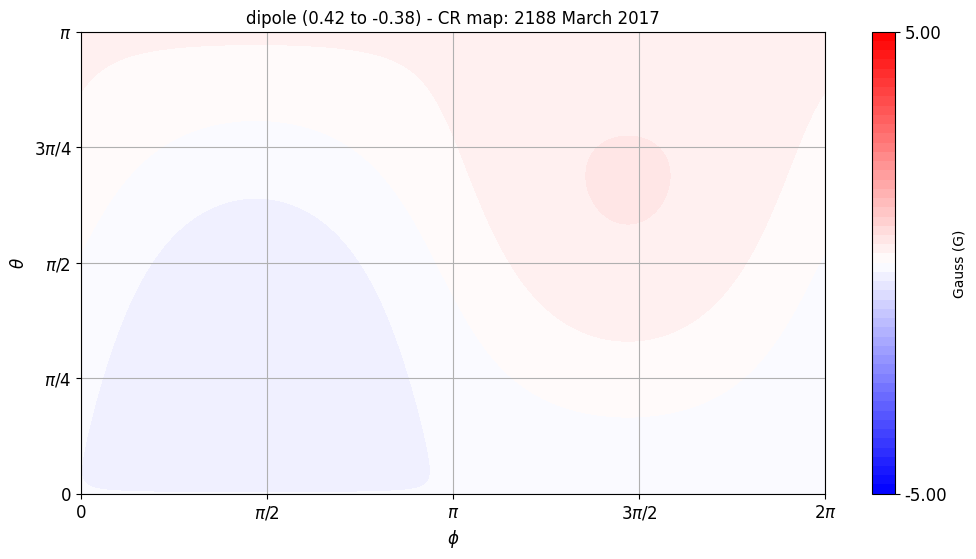 dipole (0.42 to -0.38) - CR map: 2188 March 2017
π
3π/4
π/2
π/4
0
θ
0
π/2
π
3π/2
2π
ϕ
5.00
-5.00
Gauss (G)